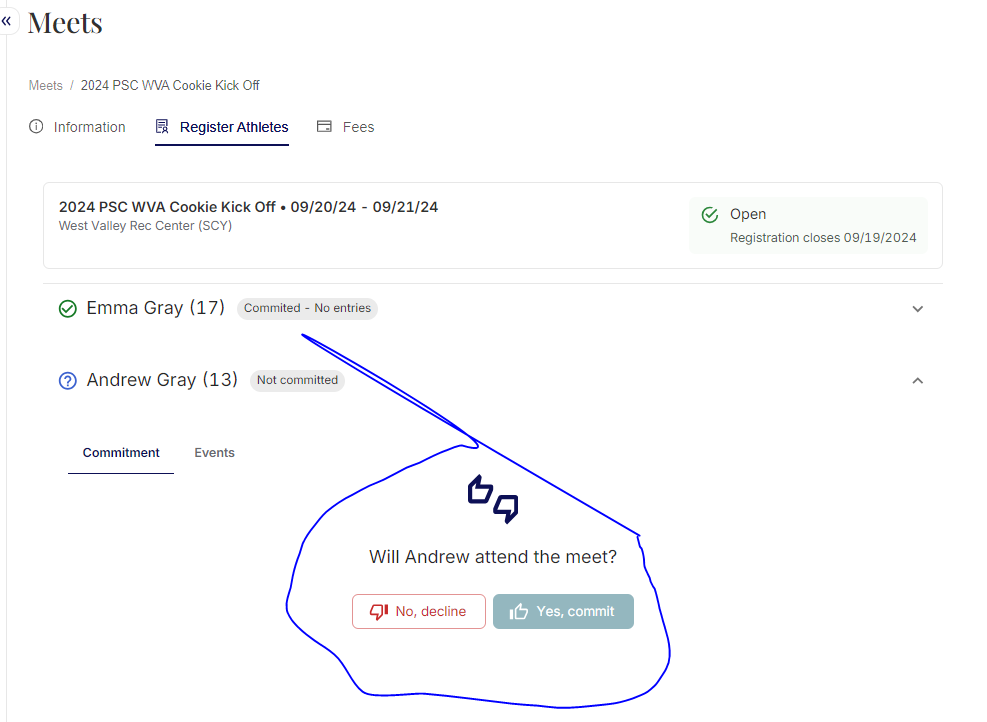 Meets
Meets / 2024 PSC WVA Cookie Kick Off
Information Register Athletes Fees
2024 PSC WVA Cookie Kick Off • 09/20/24 - 09/21/24
West Valley Rec Center (SCY)
Open
Registration closes 09/19/2024
Emma Gray (17) Commited - No entries
Andrew Gray (13) Not committed
Commitment Events
Will Andrew attend the meet?
No, decline Yes, commit